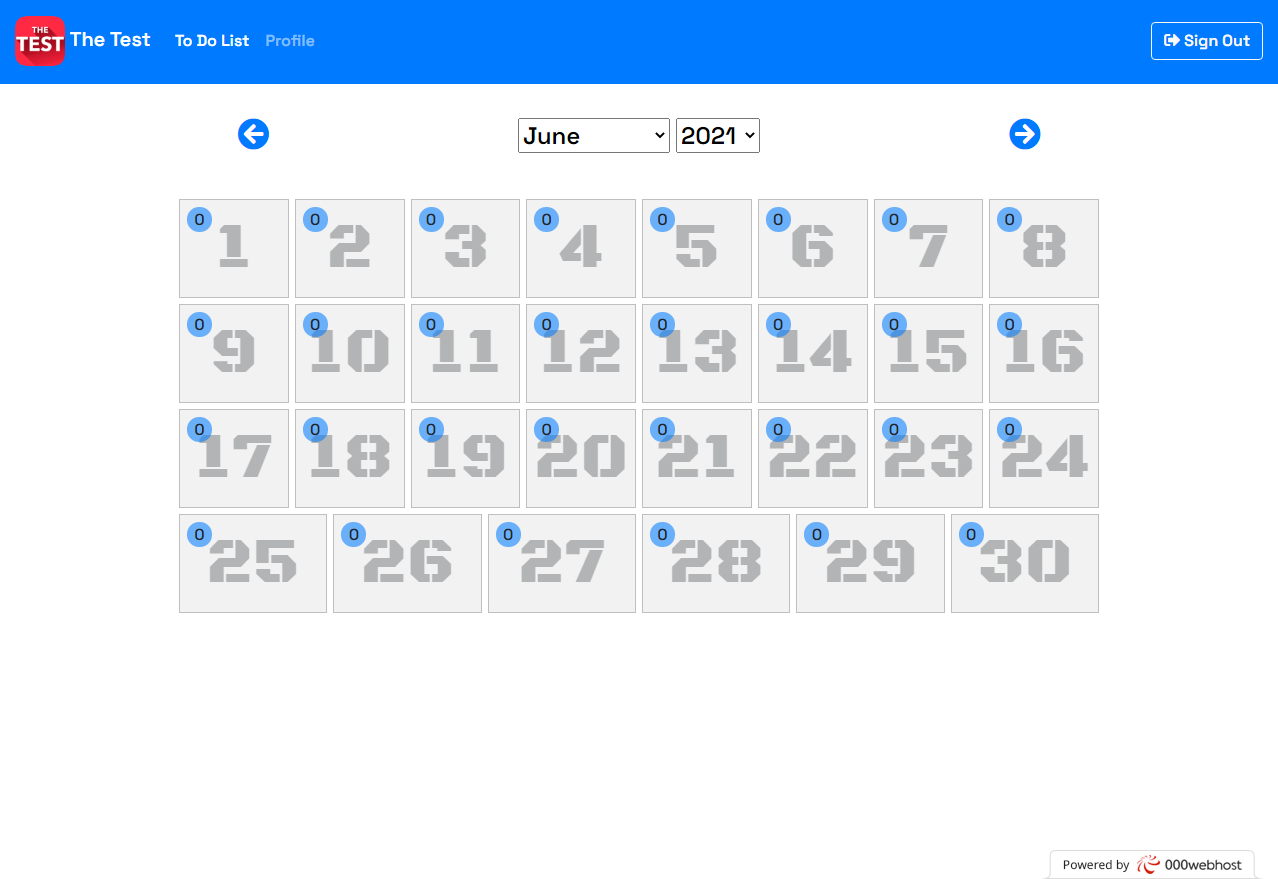 THE
TEST
The Test To Do List Profile Sign Out
June 2021
0 0 0 0 0 0 0 0
1 2 3 4 5 6 7 8
0 0 0 0 0 0 0 0
9 10 11 12 13 14 15 16
0 0 0 0 0 0 0 0
17 18 19 20 21 22 23 24
0 0 0 0 0 0
25 26 27 28 29 30
Powered by 000webhost